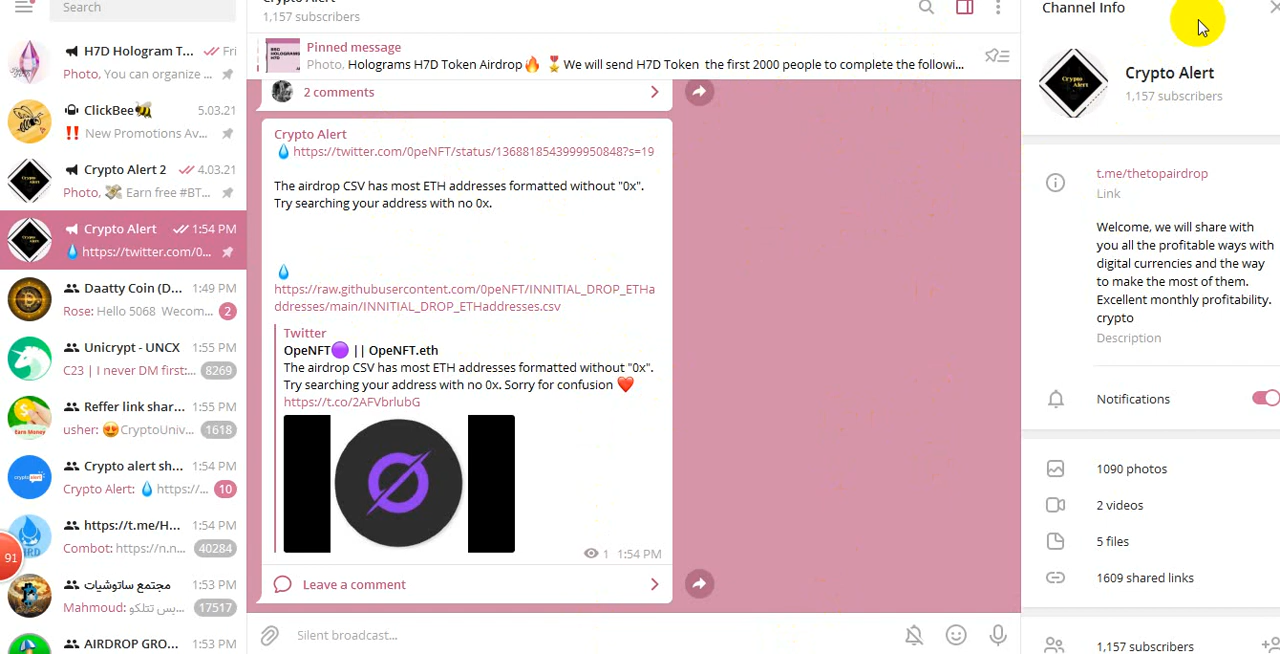 Search
H7D Hologram T... Fri
Photo, You can organize ...
ClickBee🐝 5.03.21
‼️ New Promotions Av...
Crypto Alert 2 4.03.21
Photo, 💸 Earn free #BT...
Crypto Alert 1:54 PM
💧 https://twitter.com/0...
Daatty Coin (D... 1:49 PM
Rose: Hello 5068 Wecom... 2
Unicrypt - UNCX 1:55 PM
C23 | I never DM first:... 8269
Reffer link shar... 1:55 PM
usher: 😍CryptoUniv... 1618
Crypto alert sh... 1:54 PM
Crypto Alert: 💧 https://... 10
https://t.me/H... 1:54 PM
Combot: https://n.n... 40284
91
مجتمع ساتوشيات 1:53 PM
Mahmoud: بس تتلكو... 17517
AIRDROP GRO... 1:53 PM
Crypto Alert
1,157 subscribers
Pinned message
Photo, Holograms H7D Token Airdrop🔥 🎖️We will send H7D Token the first 2000 people to complete the followi...
2 comments
Crypto Alert
💧 https://twitter.com/0peNFT/status/1368818543999950848?s=19
The airdrop CSV has most ETH addresses formatted without "0x".
Try searching your address with no 0x.
💧
https://raw.githubusercontent.com/0peNFT/INNITIAL_DROP_ETHa
ddresses/main/INNITIAL_DROP_ETHaddresses.csv
Twitter
OpeNFT🟣 || OpeNFT.eth
The airdrop CSV has most ETH addresses formatted without "0x".
Try searching your address with no 0x. Sorry for confusion ❤️
https://t.co/2AFVbrlubG
1 1:54 PM
Leave a comment
Silent broadcast...
Channel Info
Crypto Alert
1,157 subscribers
t.me/thetopairdrop
Link
Welcome, we will share with
you all the profitable ways with
digital currencies and the way
to make the most of them.
Excellent monthly profitability.
crypto
Description
Notifications
1090 photos
2 videos
5 files
1609 shared links
1,157 subscribers